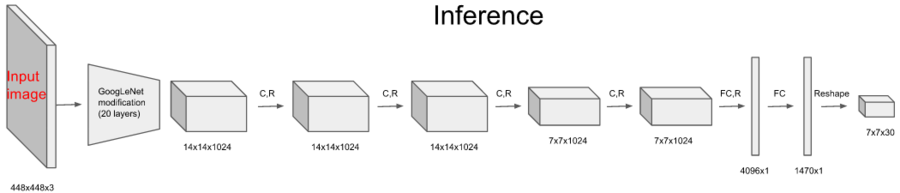 Inference
Input
image
GoogLeNet
modification
(20 layers)
C,R
C,R
C,R
C,R
FC,R
FC
Reshape
448x448x3
14x14x1024
14x14x1024
14x14x1024
7x7x1024
7x7x1024
4096x1
1470x1
7x7x30